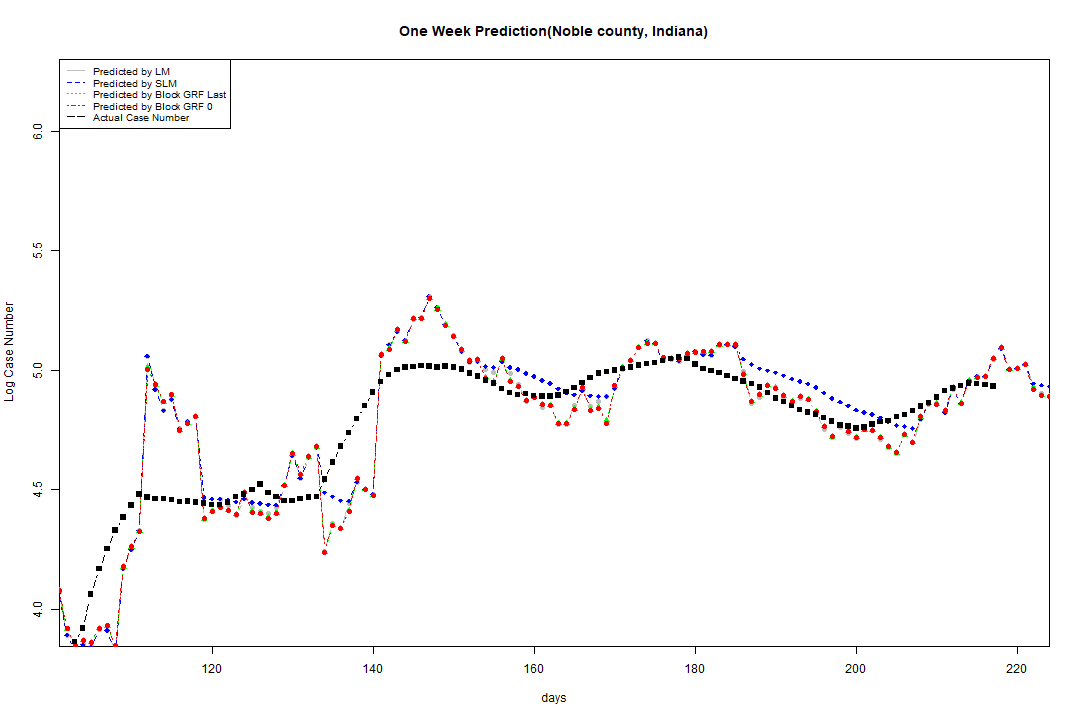 One Week Prediction(Noble county, Indiana)
Predicted by LM
Predicted by SLM
Predicted by Block GRF Last
Predicted by Block GRF 0
Actual Case Number
6.0
5.5
5.0
4.5
4.0
Log Case Number
120 140 160 180 200 220
days